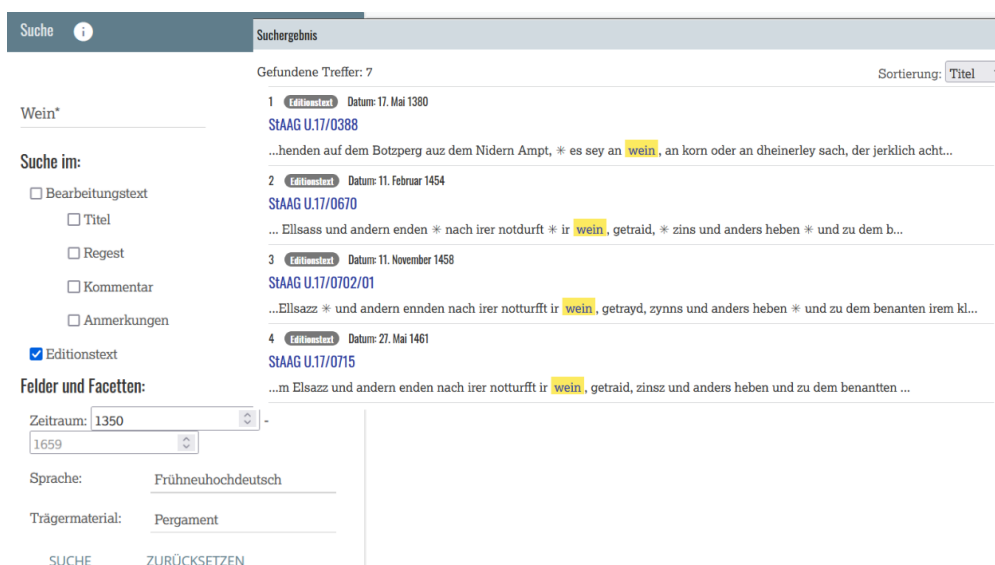 Suche i
Suchergebnis
Gefundene Treffer: 7
Sortierung: Titel
Wein*
Suche im:
Bearbeitungstext
Titel
Regest
Kommentar
Anmerkungen
Editionstext
Felder und Facetten:
Zeitraum: 1350 -
1659
Sprache: Frühneuhochdeutsch
Trägermaterial: Pergament
SUCHE ZURÜCKSETZEN
1 Editionstext Datum: 17. Mai 1380
StAAG U.17/0388
...henden auf dem Botzperg auz dem Nidern Ampt, ✳ es sey an wein, an korn oder an dheinerley sach, der jerklich acht...
2 Editionstext Datum: 11. Februar 1454
StAAG U.17/0670
... Ellsass und andern enden ✳ nach irer notdurft ✳ ir wein, getraid, ✳ zins und anders heben ✳ und zu dem b...
3 Editionstext Datum: 11. November 1458
StAAG U.17/0702/01
...Ellsazz ✳ und andern ennden nach irer notturfft ir wein, getrayd, zynns und anders heben ✳ und zu dem benanten irem kl...
4 Editionstext Datum: 27. Mai 1461
StAAG U.17/0715
...m Elsazz und andern enden nach irer notturfft ir wein, getraid, zinsz und anders heben und zu dem benantten ...